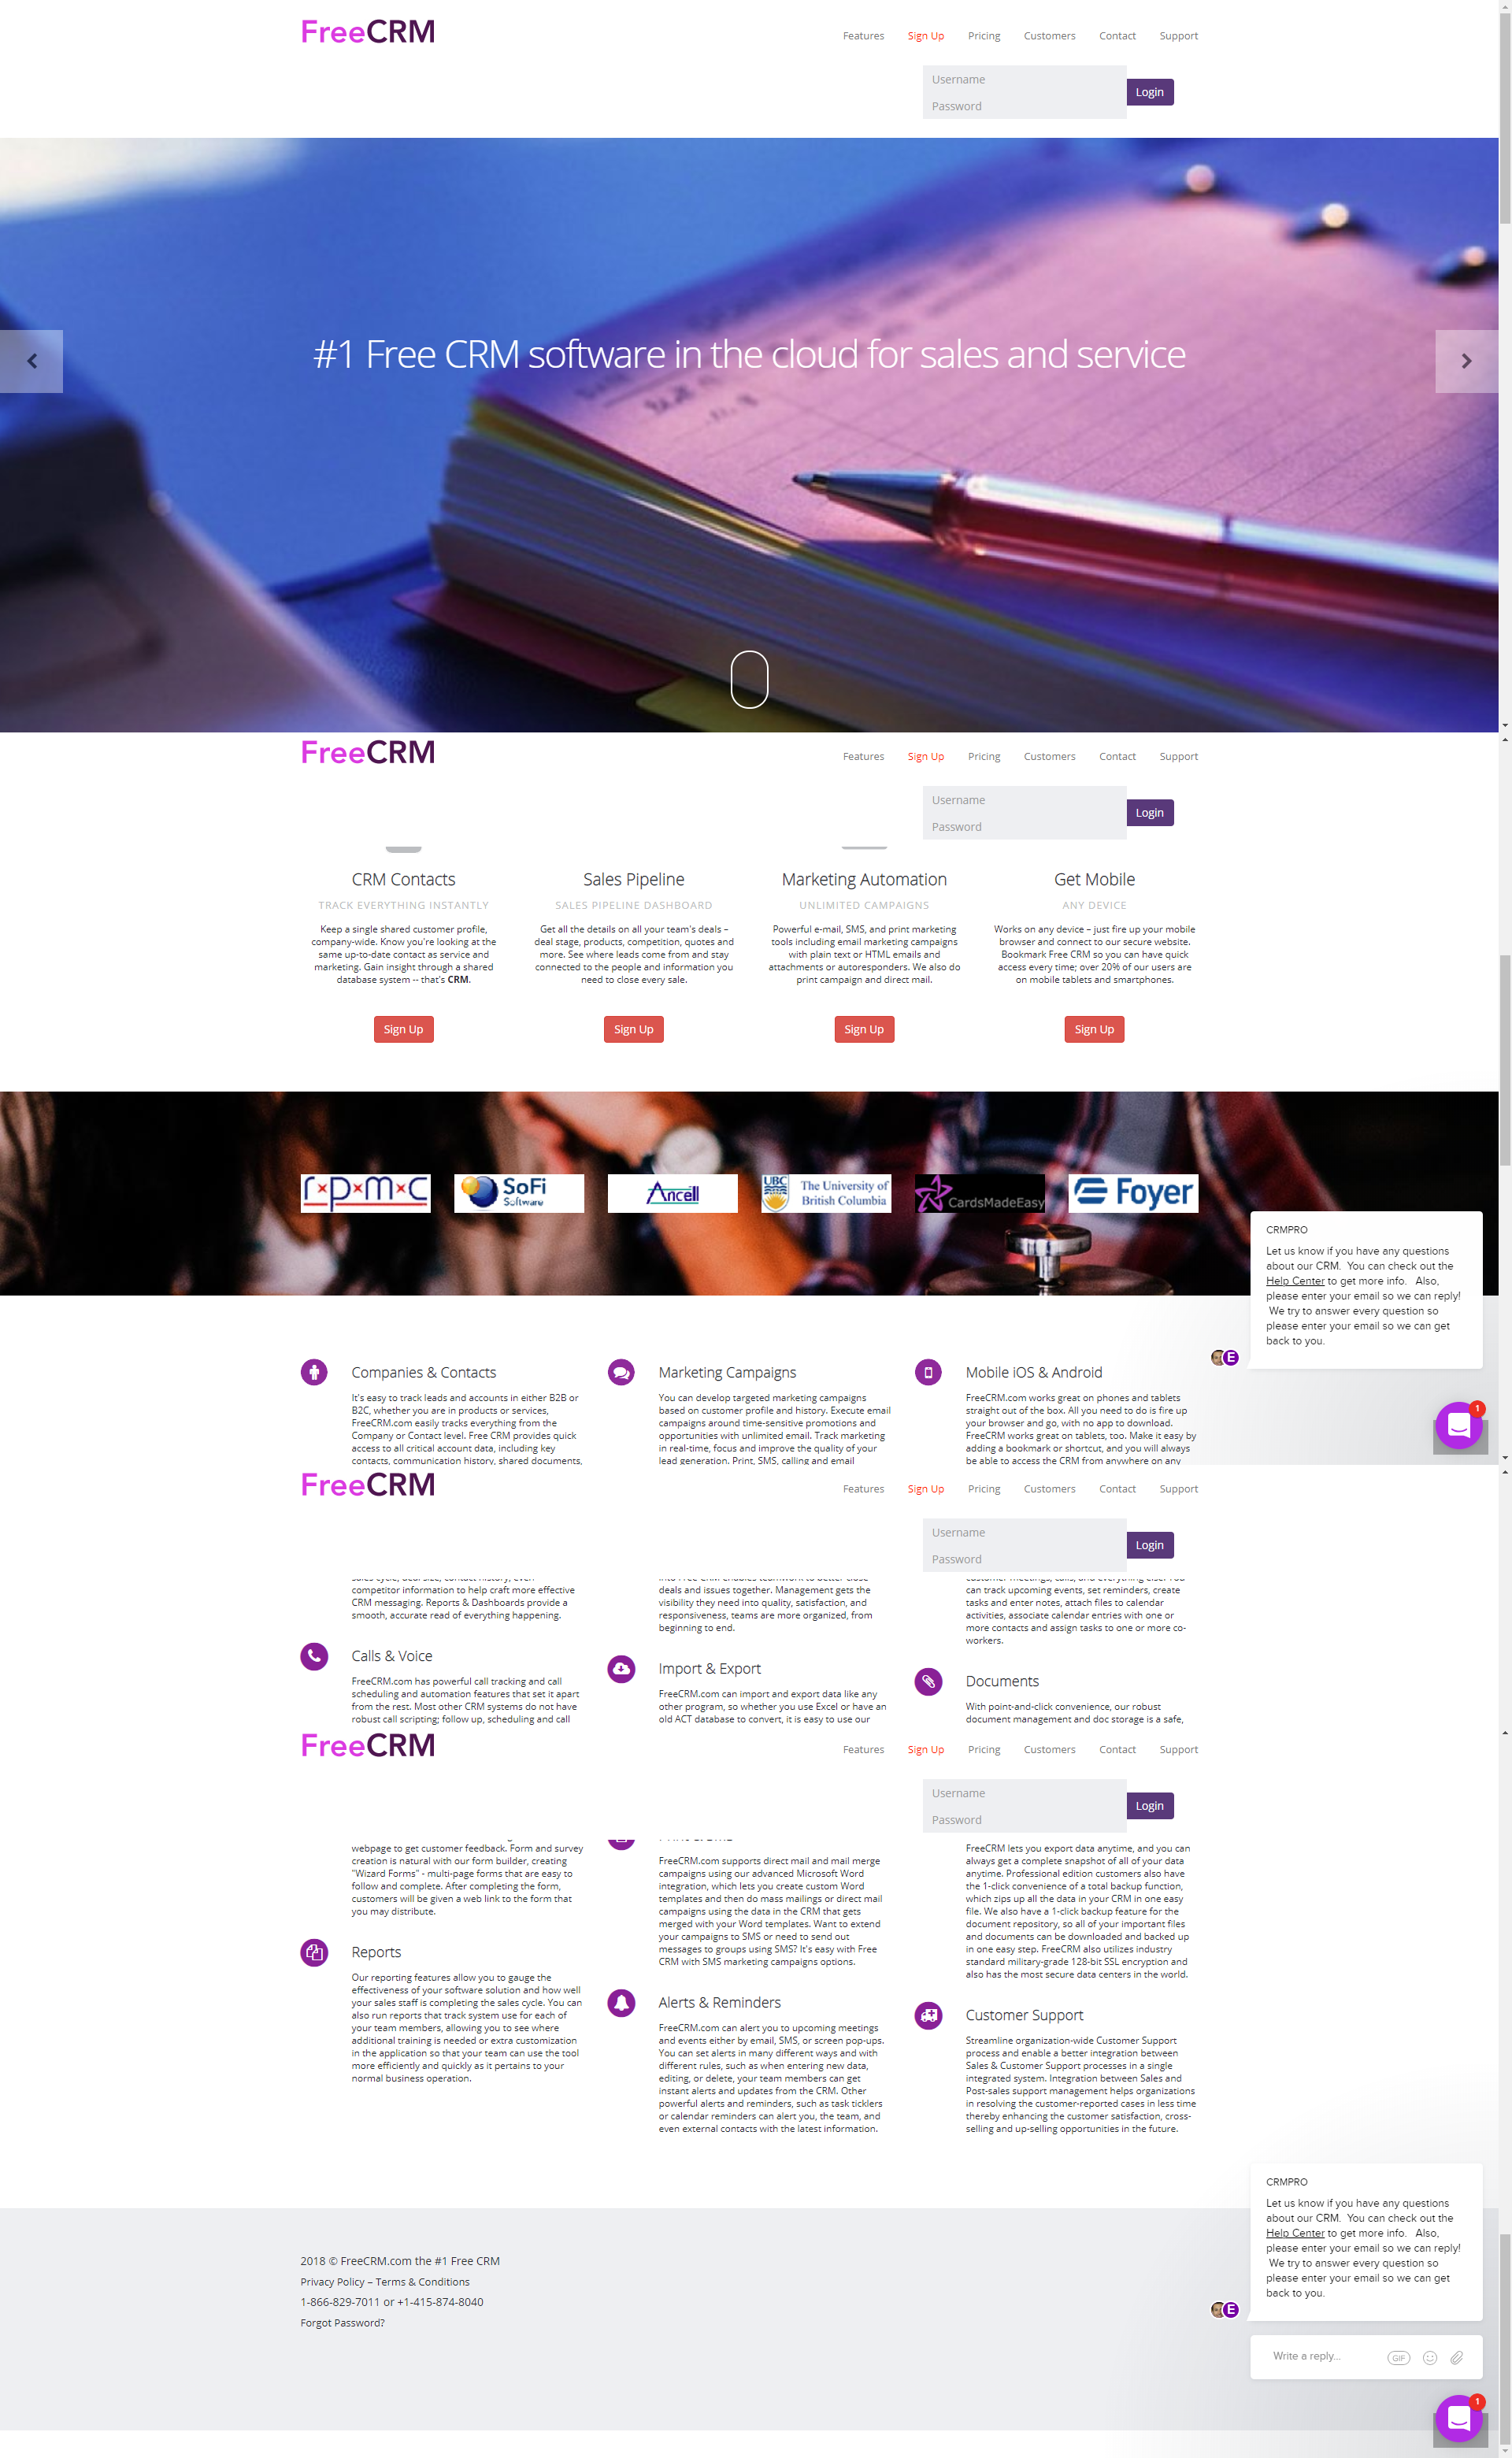 FreeCRM
Features Sign Up Pricing Customers Contact Support
Username
Password
Login
#1 Free CRM software in the cloud for sales and service
FreeCRM
Features Sign Up Pricing Customers Contact Support
Username
Password
Login
CRM Contacts
TRACK EVERYTHING INSTANTLY
Keep a single shared customer profile,
company-wide. Know you're looking at the
same up-to-date contact as service and
marketing. Gain insight through a shared
database system -- that's CRM.
Sign Up
Sales Pipeline
SALES PIPELINE DASHBOARD
Get all the details on all your team's deals –
deal stage, products, competition, quotes and
more. See where leads come from and stay
connected to the people and information you
need to close every sale.
Sign Up
Marketing Automation
UNLIMITED CAMPAIGNS
Powerful e-mail, SMS, and print marketing
tools including email marketing campaigns
with plain text or HTML emails and
attachments or autoresponders. We also do
print campaign and direct mail.
Sign Up
Get Mobile
ANY DEVICE
Works on any device – just fire up your mobile
browser and connect to our secure website.
Bookmark Free CRM so you can have quick
access every time; over 20% of our users are
on mobile tablets and smartphones.
Sign Up
r×p×m×c
SoFi
Software
Ancell
UBC
The University of
British Columbia
CardsMadeEasy
Foyer
CRMPRO
Let us know if you have any questions
about our CRM. You can check out the
Help Center to get more info. Also,
please enter your email so we can reply!
We try to answer every question so
please enter your email so we can get
back to you.
E
1
Companies & Contacts
It's easy to track leads and accounts in either B2B or
B2C, whether you are in products or services,
FreeCRM.com easily tracks everything from the
Company or Contact level. Free CRM provides quick
access to all critical account data, including key
contacts, communication history, shared documents,
Marketing Campaigns
You can develop targeted marketing campaigns
based on customer profile and history. Execute email
campaigns around time-sensitive promotions and
opportunities with unlimited email. Track marketing
in real-time, focus and improve the quality of your
lead generation. Print, SMS, calling and email
Mobile iOS & Android
FreeCRM.com works great on phones and tablets
straight out of the box. All you need to do is fire up
your browser and go, with no app to download.
FreeCRM works great on tablets, too. Make it easy by
adding a bookmark or shortcut, and you will always
be able to access the CRM from anywhere on any
FreeCRM
Features Sign Up Pricing Customers Contact Support
Username
Password
Login
competitor information to help craft more effective
CRM messaging. Reports & Dashboards provide a
smooth, accurate read of everything happening.
Calls & Voice
FreeCRM.com has powerful call tracking and call
scheduling and automation features that set it apart
from the rest. Most other CRM systems do not have
robust call scripting; follow up, scheduling and call
deals and issues together. Management gets the
visibility they need into quality, satisfaction, and
responsiveness, teams are more organized, from
beginning to end.
Import & Export
FreeCRM.com can import and export data like any
other program, so whether you use Excel or have an
old ACT database to convert, it is easy to use our
can track upcoming events, set reminders, create
tasks and enter notes, attach files to calendar
activities, associate calendar entries with one or
more contacts and assign tasks to one or more co-
workers.
Documents
With point-and-click convenience, our robust
document management and doc storage is a safe,
FreeCRM
Features Sign Up Pricing Customers Contact Support
Username
Password
Login
webpage to get customer feedback. Form and survey
creation is natural with our form builder, creating
"Wizard Forms" - multi-page forms that are easy to
follow and complete. After completing the form,
customers will be given a web link to the form that
you may distribute.
Reports
Our reporting features allow you to gauge the
effectiveness of your software solution and how well
your sales staff is completing the sales cycle. You can
also run reports that track system use for each of
your team members, allowing you to see where
additional training is needed or extra customization
in the application so that your team can use the tool
more efficiently and quickly as it pertains to your
normal business operation.
FreeCRM.com supports direct mail and mail merge
campaigns using our advanced Microsoft Word
integration, which lets you create custom Word
templates and then do mass mailings or direct mail
campaigns using the data in the CRM that gets
merged with your Word templates. Want to extend
your campaigns to SMS or need to send out
messages to groups using SMS? It's easy with Free
CRM with SMS marketing campaigns options.
Alerts & Reminders
FreeCRM.com can alert you to upcoming meetings
and events either by email, SMS, or screen pop-ups.
You can set alerts in many different ways and with
different rules, such as when entering new data,
editing, or delete, your team members can get
instant alerts and updates from the CRM. Other
powerful alerts and reminders, such as task ticklers
or calendar reminders can alert you, the team, and
even external contacts with the latest information.
FreeCRM lets you export data anytime, and you can
always get a complete snapshot of all of your data
anytime. Professional edition customers also have
the 1-click convenience of a total backup function,
which zips up all the data in your CRM in one easy
file. We also have a 1-click backup feature for the
document repository, so all of your important files
and documents can be downloaded and backed up
in one easy step. FreeCRM also utilizes industry
standard military-grade 128-bit SSL encryption and
also has the most secure data centers in the world.
Customer Support
Streamline organization-wide Customer Support
process and enable a better integration between
Sales & Customer Support processes in a single
integrated system. Integration between Sales and
Post-sales support management helps organizations
in resolving the customer-reported cases in less time
thereby enhancing the customer satisfaction, cross-
selling and up-selling opportunities in the future.
2018 © FreeCRM.com the #1 Free CRM
Privacy Policy – Terms & Conditions
1-866-829-7011 or +1-415-874-8040
Forgot Password?
CRMPRO
Let us know if you have any questions
about our CRM. You can check out the
Help Center to get more info. Also,
please enter your email so we can reply!
We try to answer every question so
please enter your email so we can get
back to you.
E
Write a reply...
GIF
1